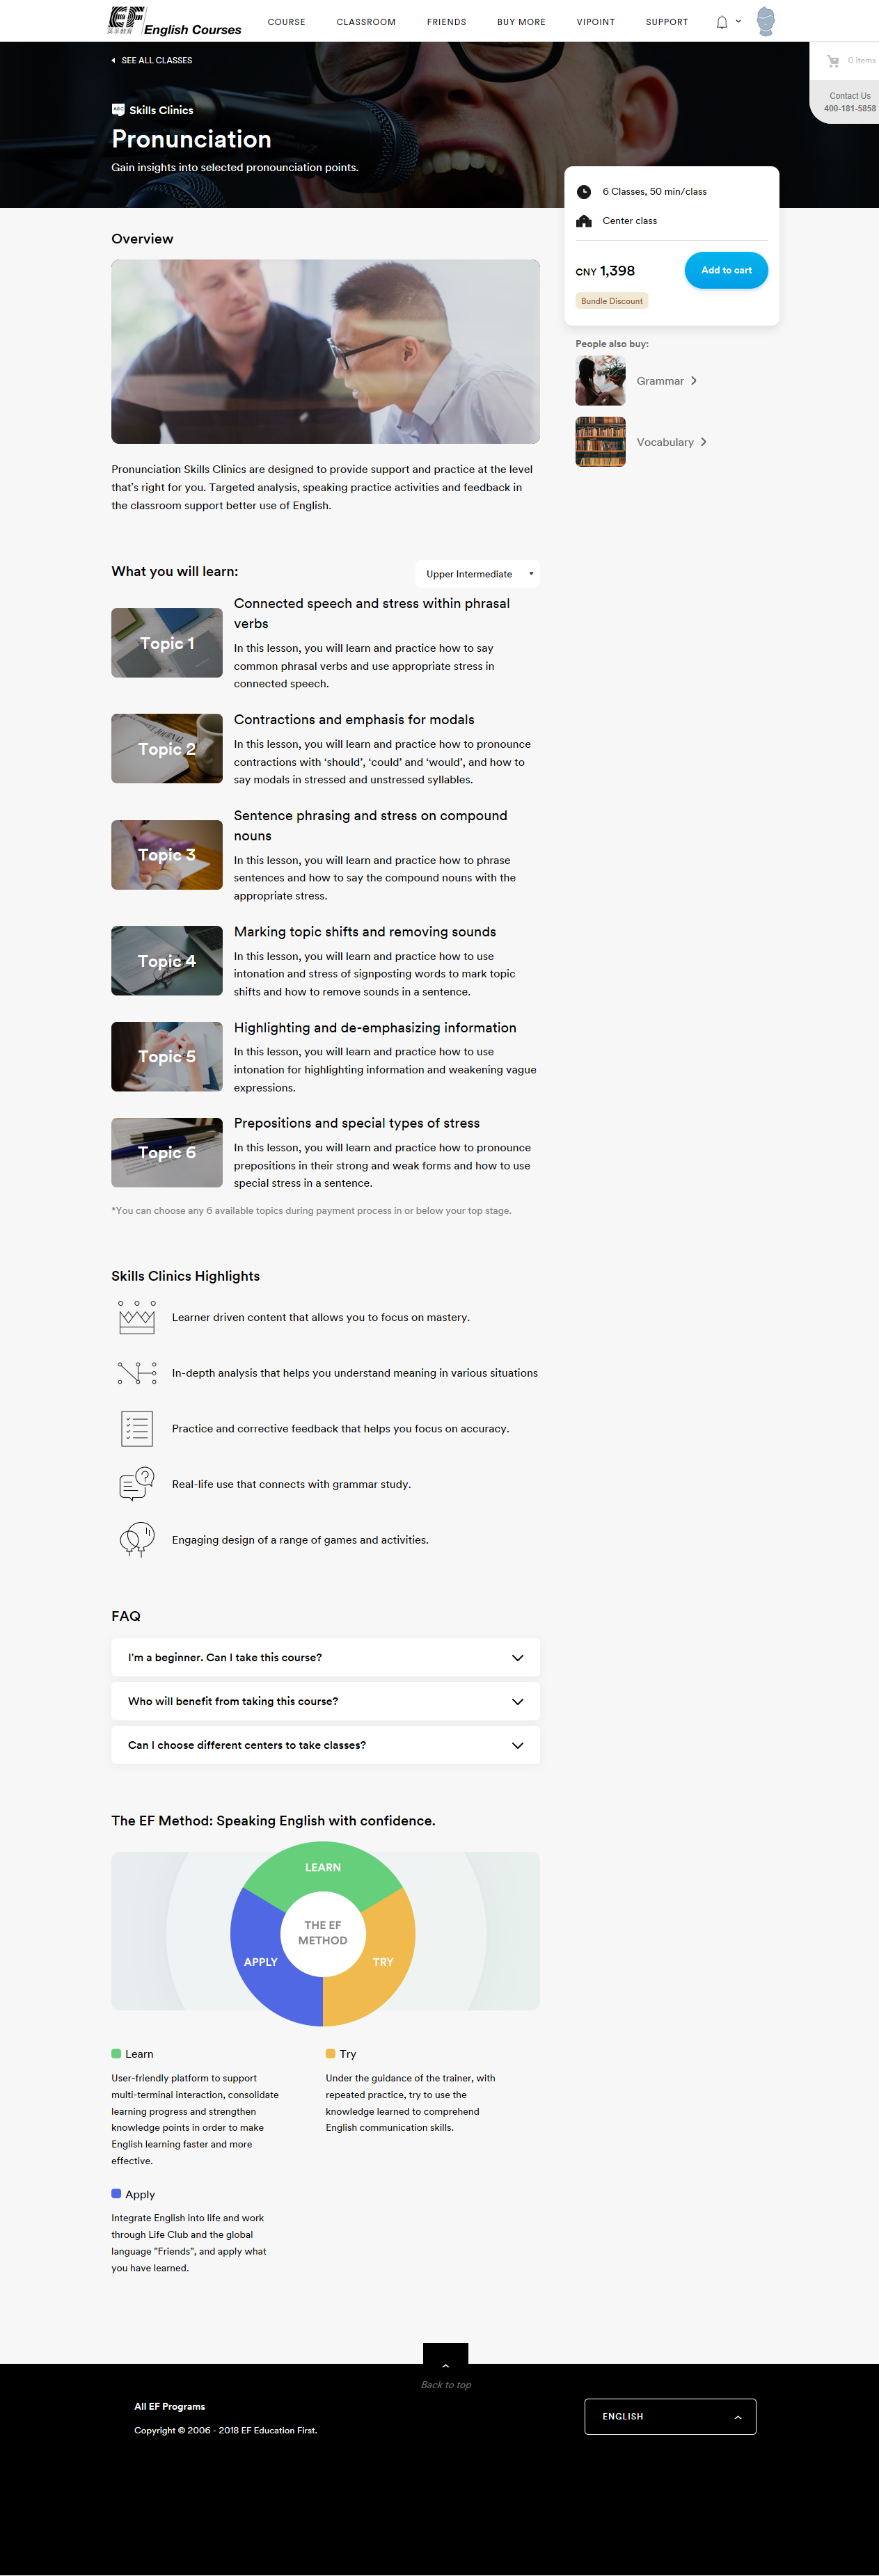 EF English Courses
英孚教育
COURSE CLASSROOM FRIENDS BUY MORE VIPOINT SUPPORT
SEE ALL CLASSES
0 items
Contact Us
400-181-5858
Skills Clinics
Pronunciation
Gain insights into selected pronounciation points.
6 Classes, 50 min/class
Center class
CNY 1,398
Add to cart
Bundle Discount
People also buy:
Grammar
Vocabulary
Overview
Pronunciation Skills Clinics are designed to provide support and practice at the level
that's right for you. Targeted analysis, speaking practice activities and feedback in
the classroom support better use of English.
What you will learn:
Upper Intermediate
Topic 1
Connected speech and stress within phrasal
verbs
In this lesson, you will learn and practice how to say
common phrasal verbs and use appropriate stress in
connected speech.
Topic 2
Contractions and emphasis for modals
In this lesson, you will learn and practice how to pronounce
contractions with ‘should’, ‘could’ and ‘would’, and how to
say modals in stressed and unstressed syllables.
Topic 3
Sentence phrasing and stress on compound
nouns
In this lesson, you will learn and practice how to phrase
sentences and how to say the compound nouns with the
appropriate stress.
Topic 4
Marking topic shifts and removing sounds
In this lesson, you will learn and practice how to use
intonation and stress of signposting words to mark topic
shifts and how to remove sounds in a sentence.
Topic 5
Highlighting and de-emphasizing information
In this lesson, you will learn and practice how to use
intonation for highlighting information and weakening vague
expressions.
Topic 6
Prepositions and special types of stress
In this lesson, you will learn and practice how to pronounce
prepositions in their strong and weak forms and how to use
special stress in a sentence.
*You can choose any 6 available topics during payment process in or below your top stage.
Skills Clinics Highlights
Learner driven content that allows you to focus on mastery.
In-depth analysis that helps you understand meaning in various situations
Practice and corrective feedback that helps you focus on accuracy.
Real-life use that connects with grammar study.
Engaging design of a range of games and activities.
FAQ
I'm a beginner. Can I take this course?
Who will benefit from taking this course?
Can I choose different centers to take classes?
The EF Method: Speaking English with confidence.
LEARN
THE EF
METHOD
APPLY
TRY
Learn
User-friendly platform to support
multi-terminal interaction, consolidate
learning progress and strengthen
knowledge points in order to make
English learning faster and more
effective.
Try
Under the guidance of the trainer, with
repeated practice, try to use the
knowledge learned to comprehend
English communication skills.
Apply
Integrate English into life and work
through Life Club and the global
language "Friends", and apply what
you have learned.
Back to top
All EF Programs
Copyright © 2006 - 2018 EF Education First.
ENGLISH